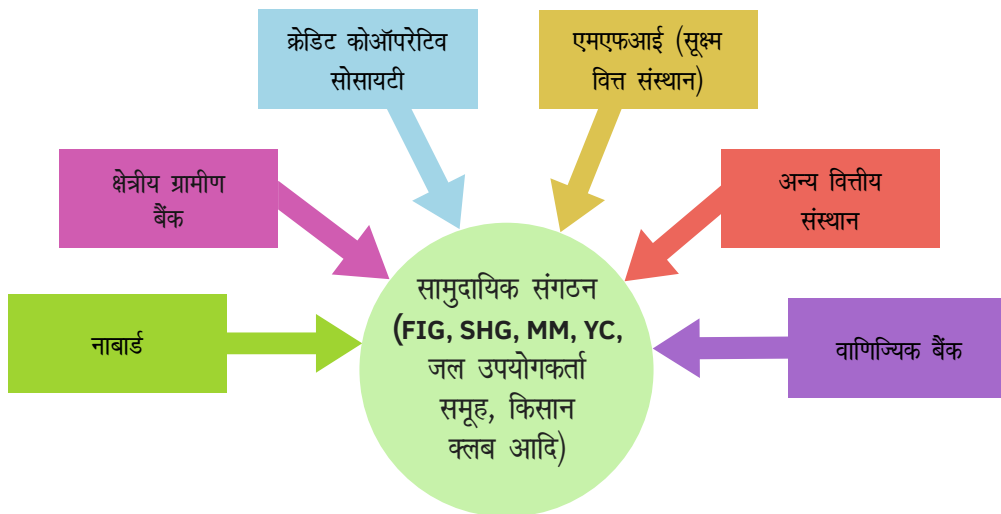 क्रेडिट कोऑपरेटिव
सोसायटी
एमएफआई (सूक्ष्म
वित्त संस्थान)
क्षेत्रीय ग्रामीण
बैंक
अन्य वित्तीय
संस्थान
नाबार्ड
वाणिज्यिक बैंक
सामुदायिक संगठन
(FIG, SHG, MM, YC,
जल उपयोगकर्ता
समूह, किसान
क्लब आदि)